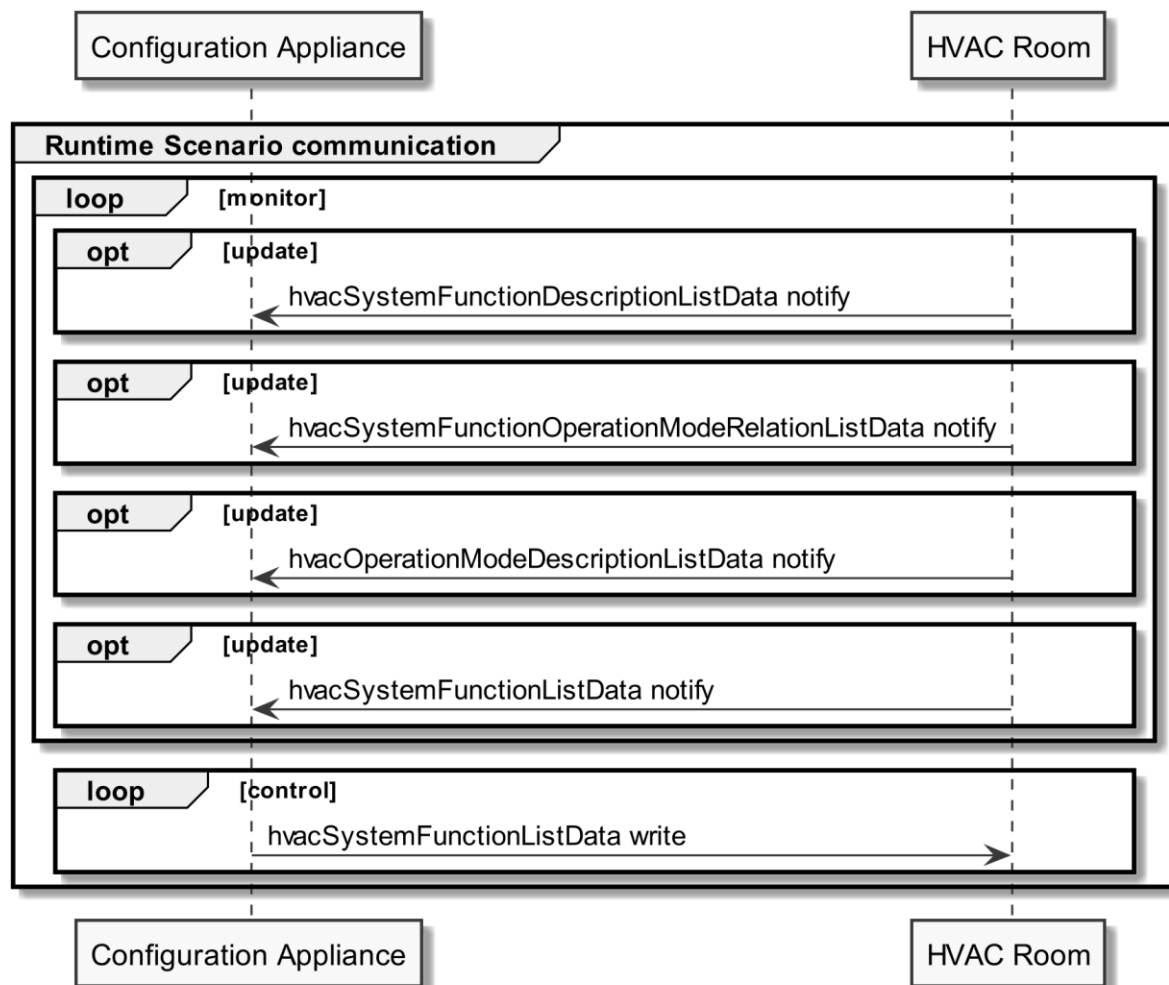 Configuration Appliance
HVAC Room
Runtime Scenario communication
loop
[monitor]
opt
[update]
hvacSystemFunctionDescriptionListData notify
opt
[update]
hvacSystemFunctionOperationModeRelationListData notify
opt
[update]
hvacOperationModeDescriptionListData notify
opt
[update]
hvacSystemFunctionListData notify
loop
[control]
hvacSystemFunctionListData write
Configuration Appliance
HVAC Room